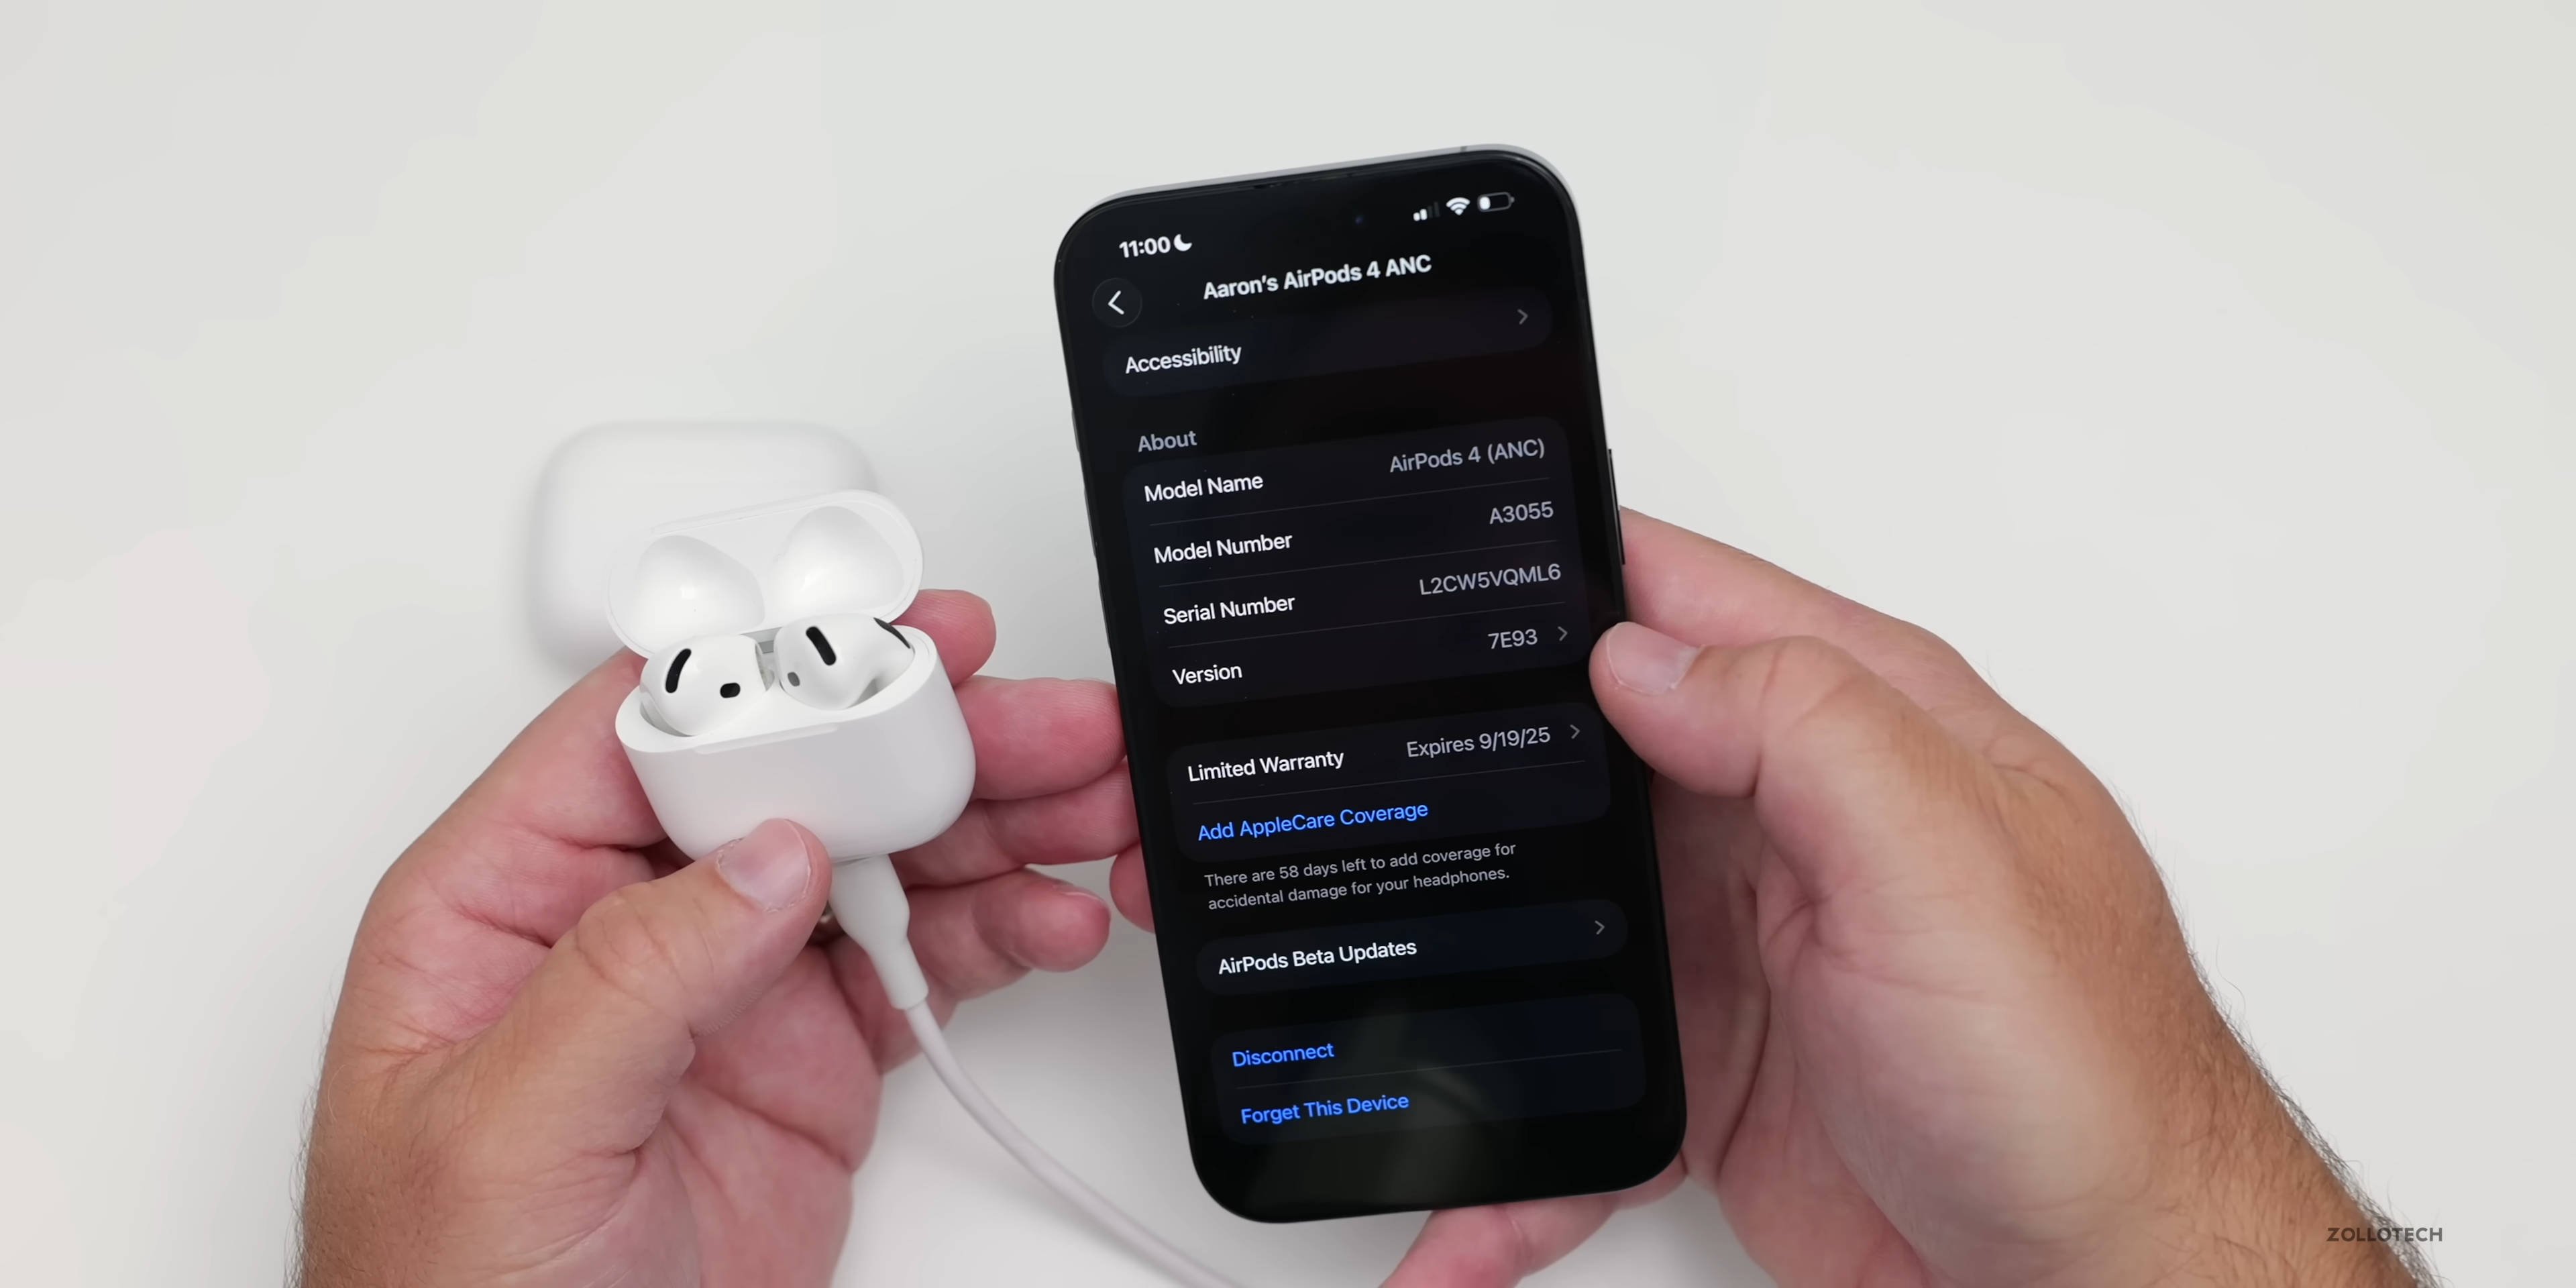 11:00
Aaron's AirPods 4 ANC
Accessibility
About
Model Name AirPods 4 (ANC)
Model Number A3055
Serial Number L2CW5VQML6
Version 7E93
Limited Warranty Expires 9/19/25
Add AppleCare Coverage
There are 58 days left to add coverage for
accidental damage for your headphones.
AirPods Beta Updates
Disconnect
Forget This Device
ZOLLOTECH